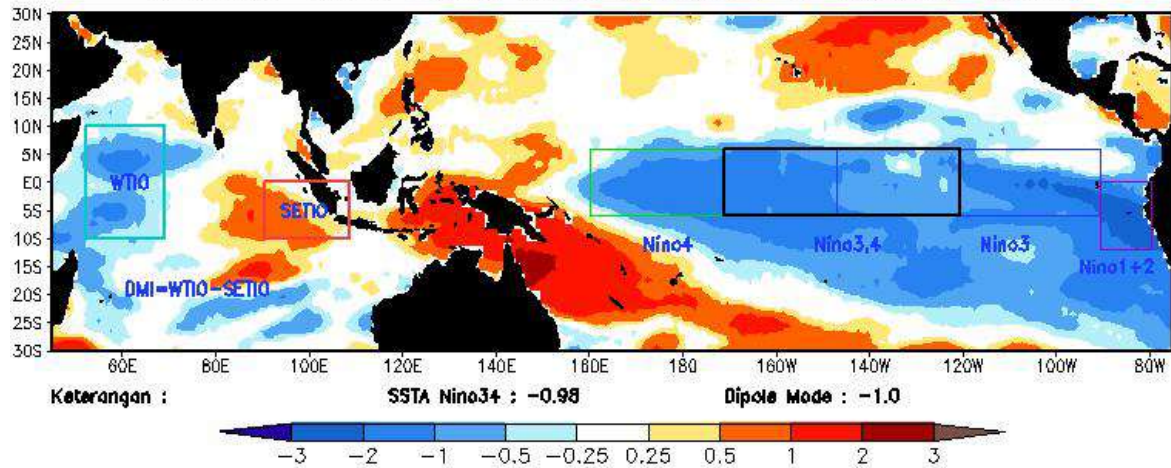 30N
25N
20N
15N
10N
5N
EQ
5S
10S
15S
20S
25S
30S
WTIO
SETIO
DMI=WTIO-SETIO
Nino4
Nino3,4
Nino3
Nino1+2
60E 80E 100E 120E 140E 160E 180 160W 140W 120W 100W 80W
Keterangan : SSTA Nino34 : -0.98 Dipole Mode : -1.0
-3 -2 -1 -0.5 -0.25 0.25 0.5 1 2 3